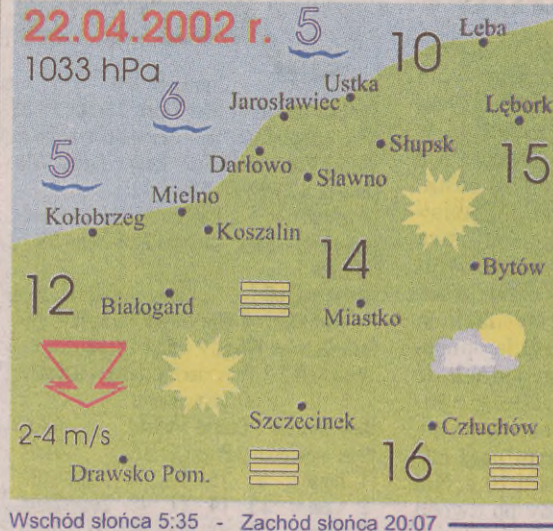 22.04.2002 r.
1033 hPa
5
10
Łeba
6
Ustka
Jarosławiec
Lębork
5
Darłowo
Słupsk
15
Sławno
Mielno
Kołobrzeg
Koszalin
14
Bytów
12
Białogard
Miastko
2-4 m/s
Szczecinek
Człuchów
Drawsko Pom.
16
Wschód słońca 5:35 - Zachód słońca 20:07